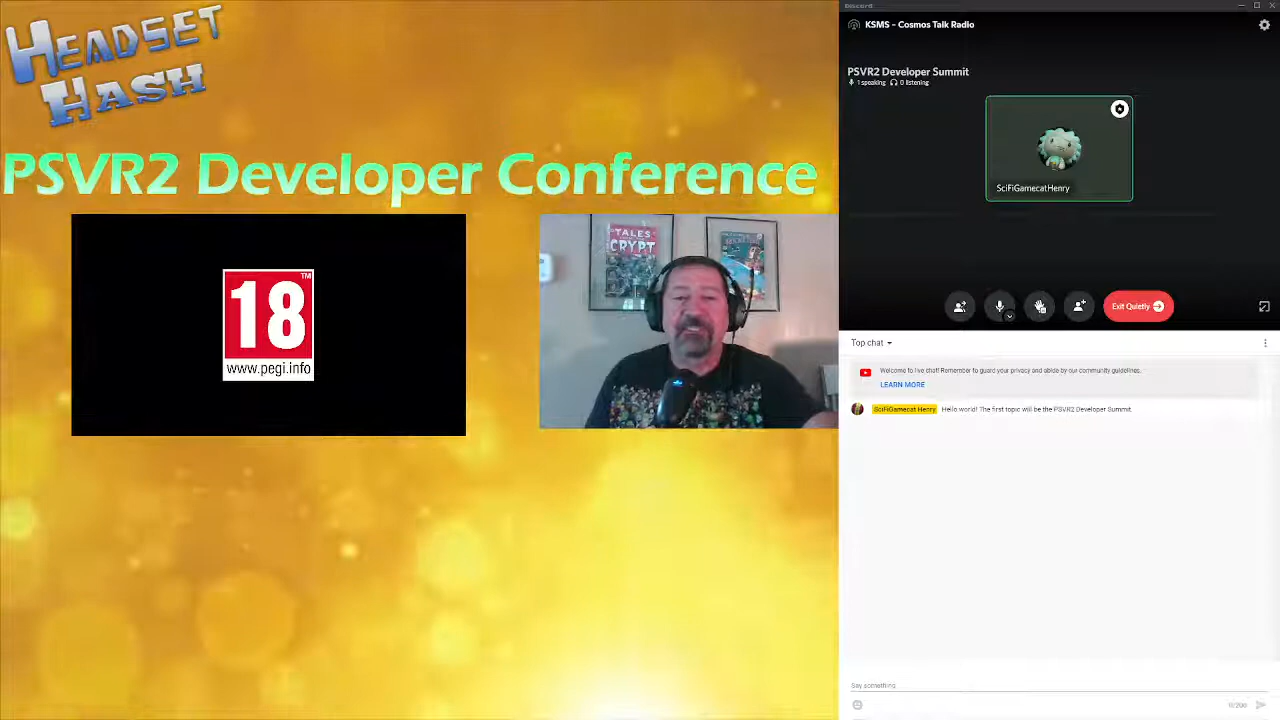 HEADSET
HASH
PSVR2 Developer Conference
18
TM
www.pegi.info
TALES
CRYPT
Discord
KSMS - Cosmos Talk Radio
PSVR2 Developer Summit
1 speaking 0 listening
SciFiGamecatHenry
Exit Quietly
Top chat
Welcome to live chat! Remember to guard your privacy and abide by our community guidelines.
LEARN MORE
SciFiGamecat Henry Hello world! The first topic will be the PSVR2 Developer Summit.
Say something...
0/200